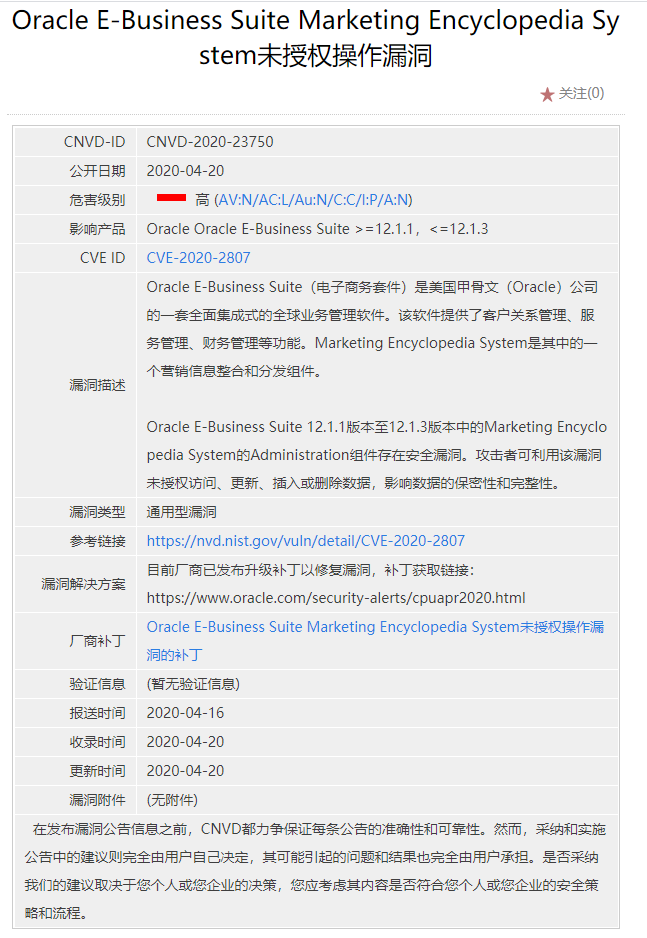 Oracle E-Business Suite Marketing Encyclopedia Sy
stem未授权操作漏洞
关注(0)
CNVD-ID CNVD-2020-23750
公开日期 2020-04-20
危害级别 高 (AV:N/AC:L/Au:N/C:C/I:P/A:N)
影响产品 Oracle Oracle E-Business Suite >=12.1.1，<=12.1.3
CVE ID CVE-2020-2807
漏洞描述
Oracle E-Business Suite（电子商务套件）是美国甲骨文（Oracle）公司
的一套全面集成式的全球业务管理软件。该软件提供了客户关系管理、服
务管理、财务管理等功能。Marketing Encyclopedia System是其中的一
个营销信息整合和分发组件。
Oracle E-Business Suite 12.1.1版本至12.1.3版本中的Marketing Encyclo
pedia System的Administration组件存在安全漏洞。攻击者可利用该漏洞
未授权访问、更新、插入或删除数据，影响数据的保密性和完整性。
漏洞类型 通用型漏洞
参考链接 https://nvd.nist.gov/vuln/detail/CVE-2020-2807
漏洞解决方案
目前厂商已发布升级补丁以修复漏洞，补丁获取链接：
https://www.oracle.com/security-alerts/cpuapr2020.html
厂商补丁
Oracle E-Business Suite Marketing Encyclopedia System未授权操作漏
洞的补丁
验证信息 (暂无验证信息)
报送时间 2020-04-16
收录时间 2020-04-20
更新时间 2020-04-20
漏洞附件 (无附件)
在发布漏洞公告信息之前，CNVD都力争保证每条公告的准确性和可靠性。然而，采纳和实施
公告中的建议则完全由用户自己决定，其可能引起的问题和结果也完全由用户承担。是否采纳
我们的建议取决于您个人或您企业的决策，您应考虑其内容是否符合您个人或您企业的安全策
略和流程。